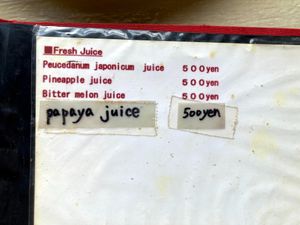 ■Fresh Juice
Peucedanum japonicum juice 500yen
Pineapple juice 500yen
Bitter melon juice 500yen
papaya juice 500yen